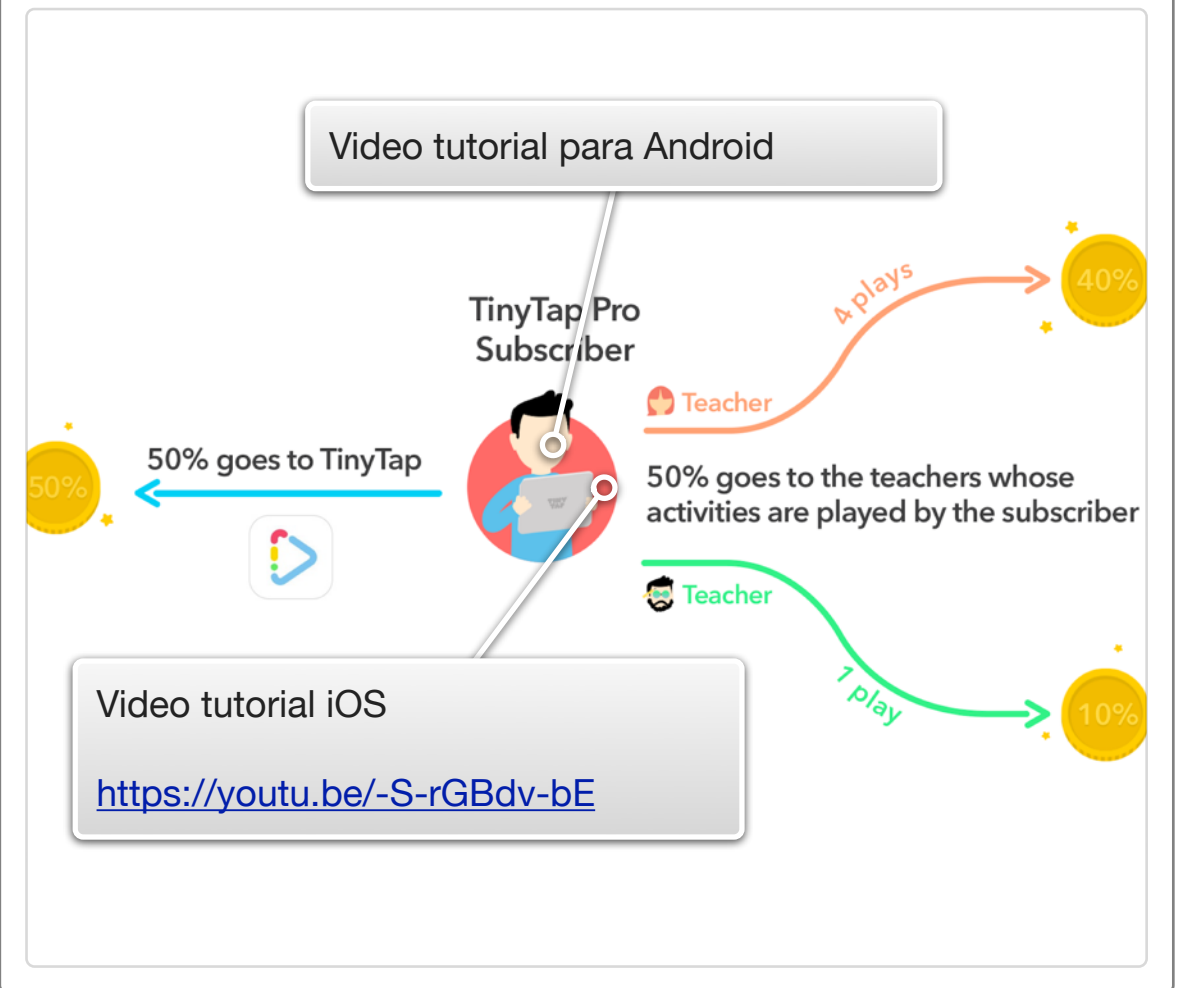 Video tutorial para Android
TinyTap Pro
Subscriber
4 plays
40%
Teacher
50% goes to TinyTap
50%
50% goes to the teachers whose
activities are played by the subscriber
TINY
TAP
Teacher
1 play
10%
Video tutorial iOS
https://youtu.be/-S-rGBdv-bE